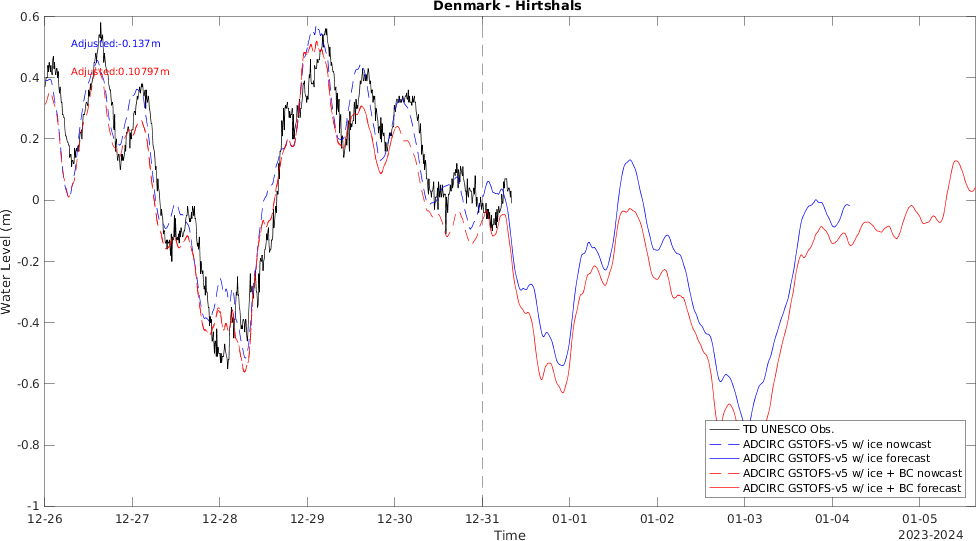 Denmark - Hirtshals
Adjusted:-0.137m
Adjusted:0.10797m
Water Level (m)
0.6
0.4
0.2
0
-0.2
-0.4
-0.6
-0.8
-1
TD UNESCO Obs.
ADCIRC GSTOFS-v5 w/ ice nowcast
ADCIRC GSTOFS-v5 w/ ice forecast
ADCIRC GSTOFS-v5 w/ ice + BC nowcast
ADCIRC GSTOFS-v5 w/ ice + BC forecast
12-26 12-27 12-28 12-29 12-30 12-31 01-01 01-02 01-03 01-04 01-05
Time
2023-2024